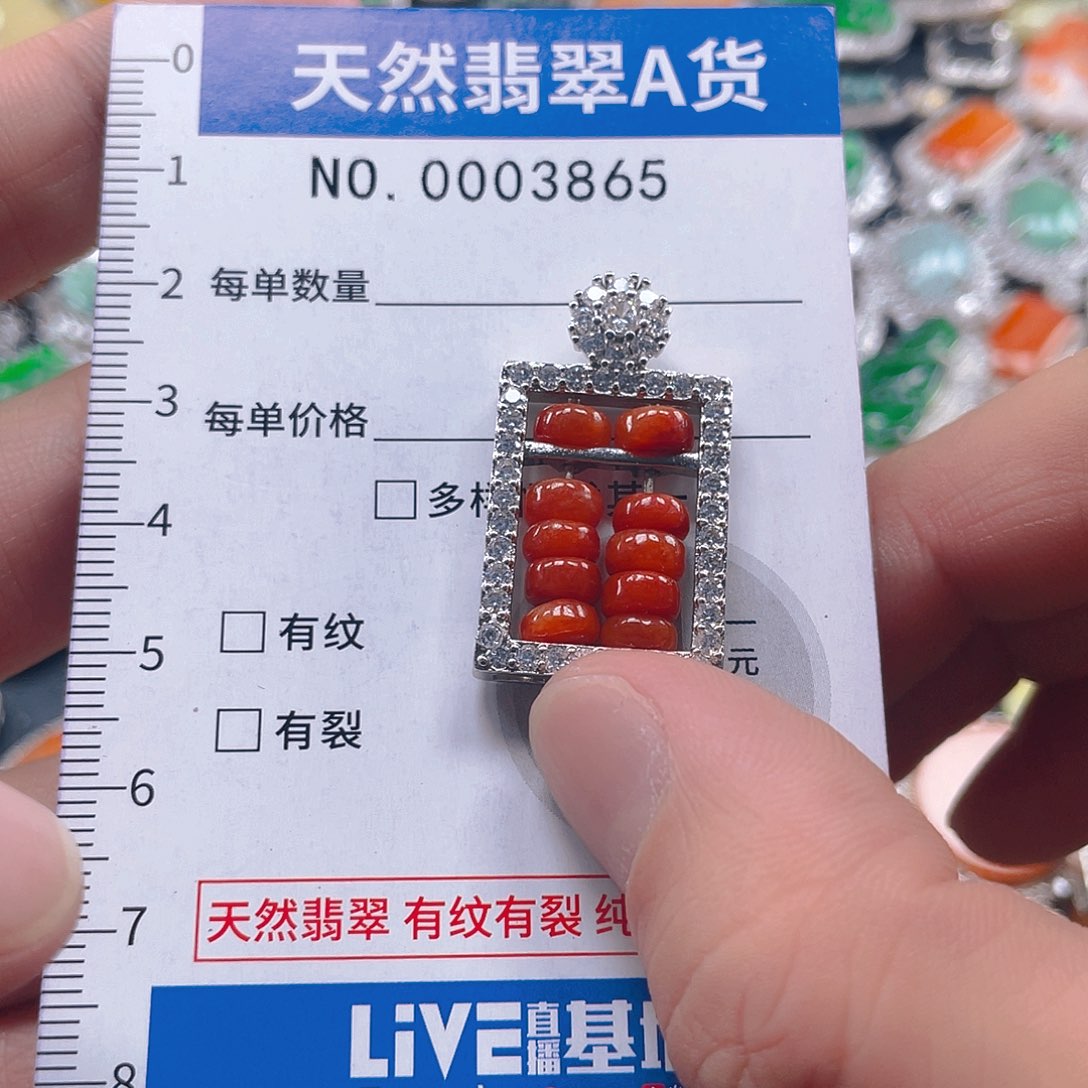 0
天然翡翠A货
1
NO. 0003865
2
每单数量
3
每单价格
4
□ 多
5
□ 有纹
元
□ 有裂
6
7
天然翡翠 有纹有裂 纯
8
LiVE直播基